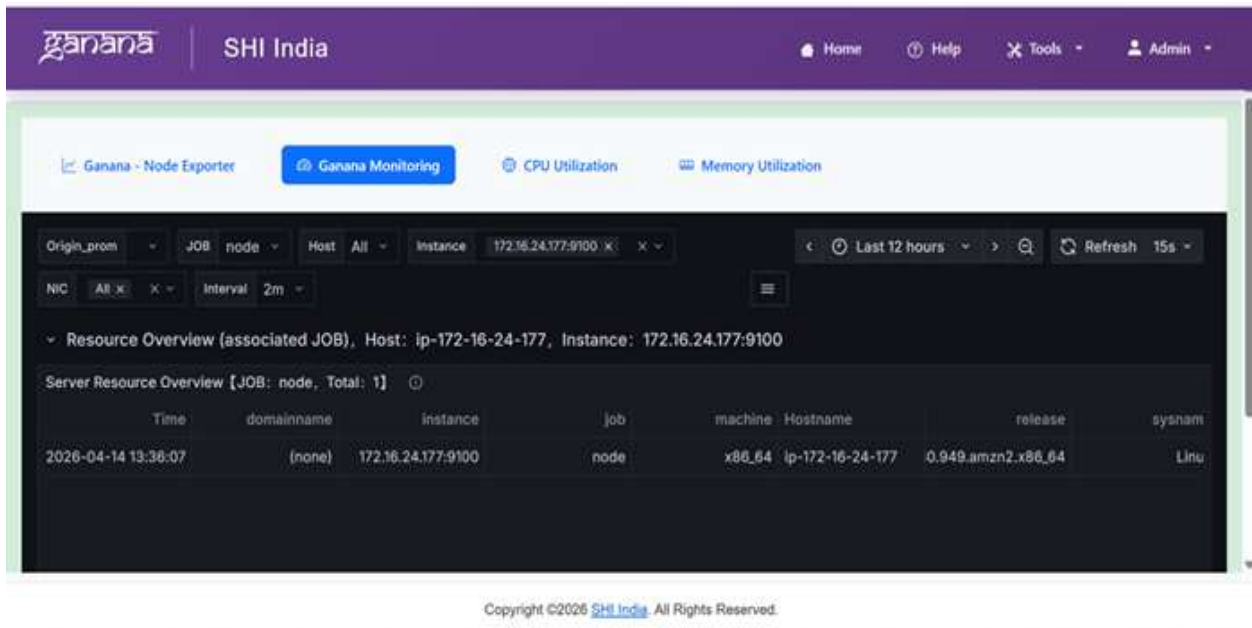 ganana SHI India Home Help Tools Admin
Ganana - Node Exporter Ganana Monitoring CPU Utilization Memory Utilization
Origin_prom JOB node Host All Instance 172.16.24.177:9100 x Last 12 hours Refresh 15s
NIC All x Interval 2m
Resource Overview (associated JOB), Host: ip-172-16-24-177, Instance: 172.16.24.177:9100
Server Resource Overview【JOB: node, Total: 1】
Time domainname instance job machine Hostname release sysnam
2026-04-14 13:36:07 (none) 172.16.24.177:9100 node x86_64 ip-172-16-24-177 0.949.amzn2.x86_64 Linu
Copyright ©2026 SHI India. All Rights Reserved.